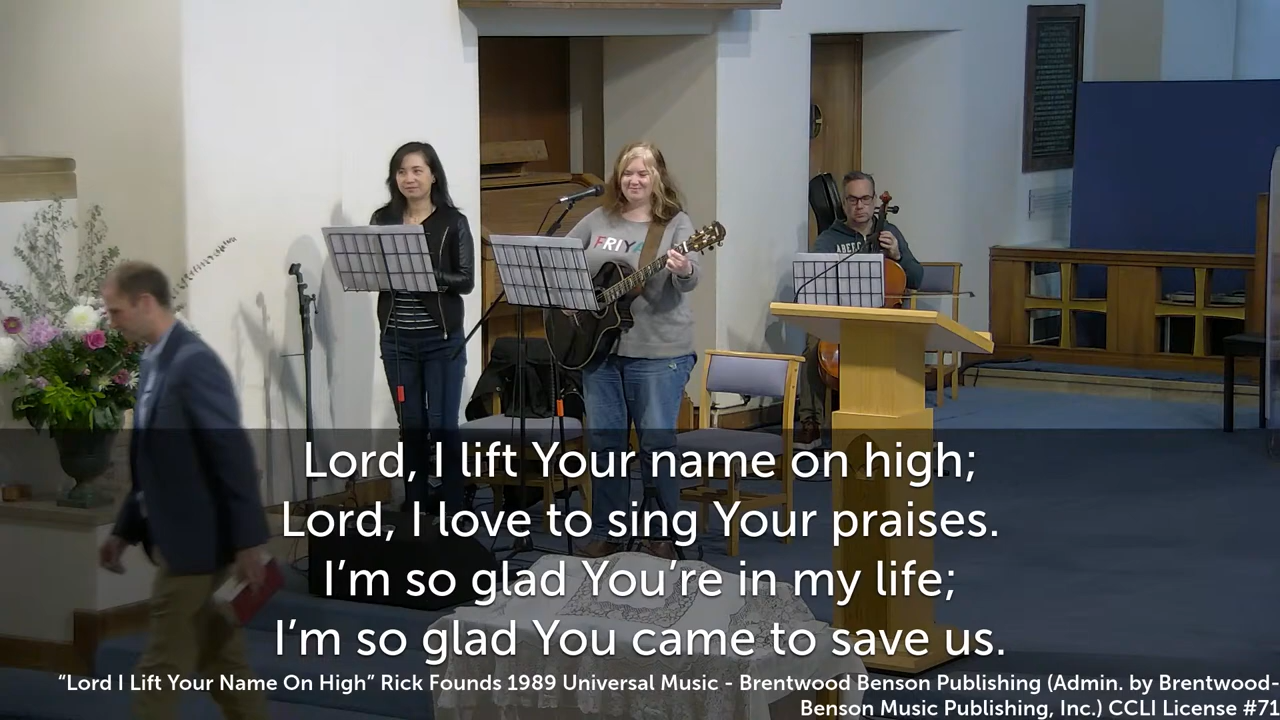 FRIYA
ABERC
Lord, I lift Your name on high;
Lord, I love to sing Your praises.
I’m so glad You’re in my life;
I’m so glad You came to save us.
“Lord I Lift Your Name On High” Rick Founds 1989 Universal Music - Brentwood Benson Publishing (Admin. by Brentwood-
Benson Music Publishing, Inc.) CCLI License #71